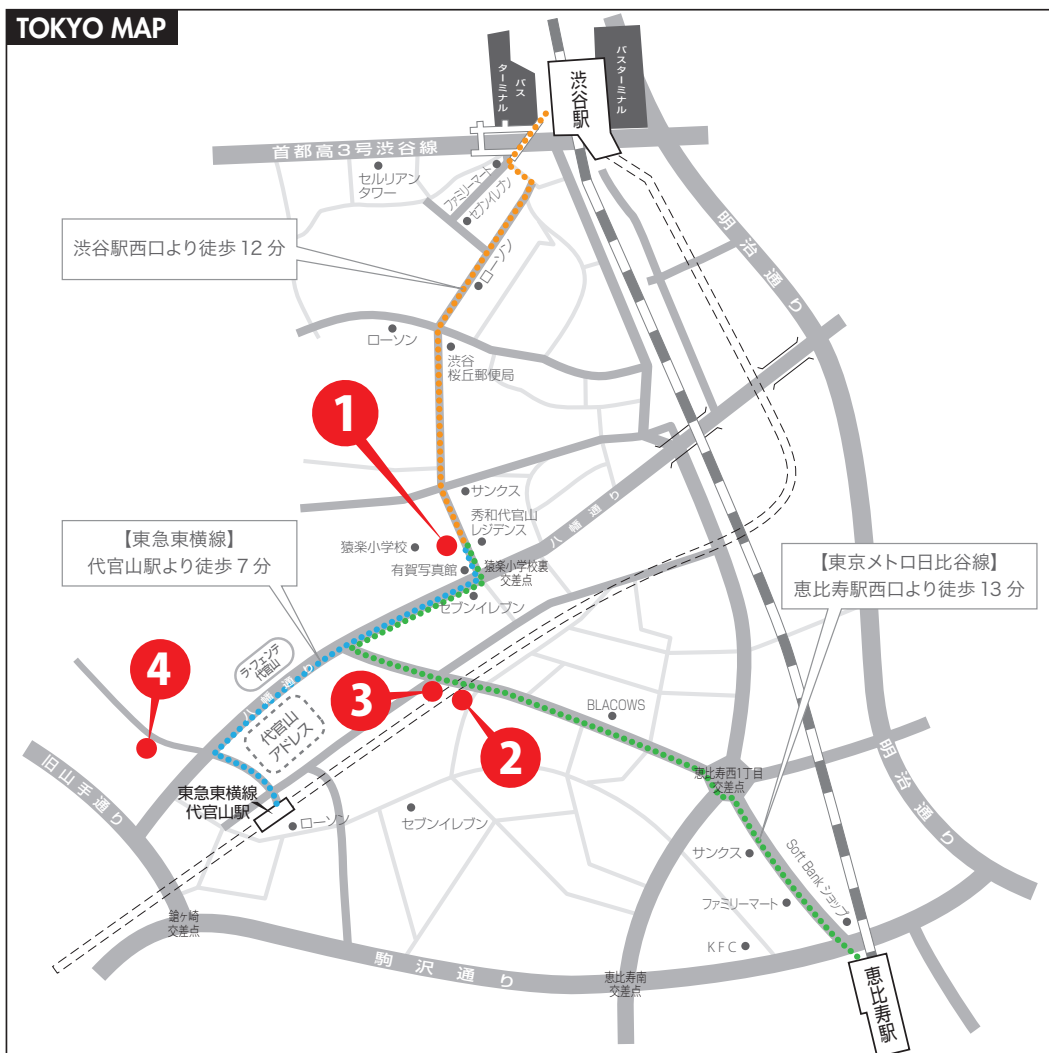 TOKYO MAP
バス
ターミナル
渋谷駅
バスターミナル
首都高3号渋谷線
セルリアン
タワー
ファミリーマート
セブンイレブン
明治通り
渋谷駅西口より徒歩 12 分
ローソン
ローソン
渋谷
桜丘郵便局
1
サンクス
八幡通り
秀和代官山
レジデンス
猿楽小学校
有賀写真館
猿楽小学校裏
交差点
セブンイレブン
【東急東横線】
代官山駅より徒歩 7 分
【東京メトロ日比谷線】
恵比寿駅西口より徒歩 13 分
ラ・フェンテ
代官山
八幡通り
4
3
2
代官山
アドレス
BLACOWS
旧山手通り
東急東横線
代官山駅
ローソン
セブンイレブン
恵比寿西1丁目
交差点
明治通り
サンクス
Soft Bank ショップ
ファミリーマート
KFC
鎗ヶ崎
交差点
駒沢通り
恵比寿南
交差点
恵比寿駅